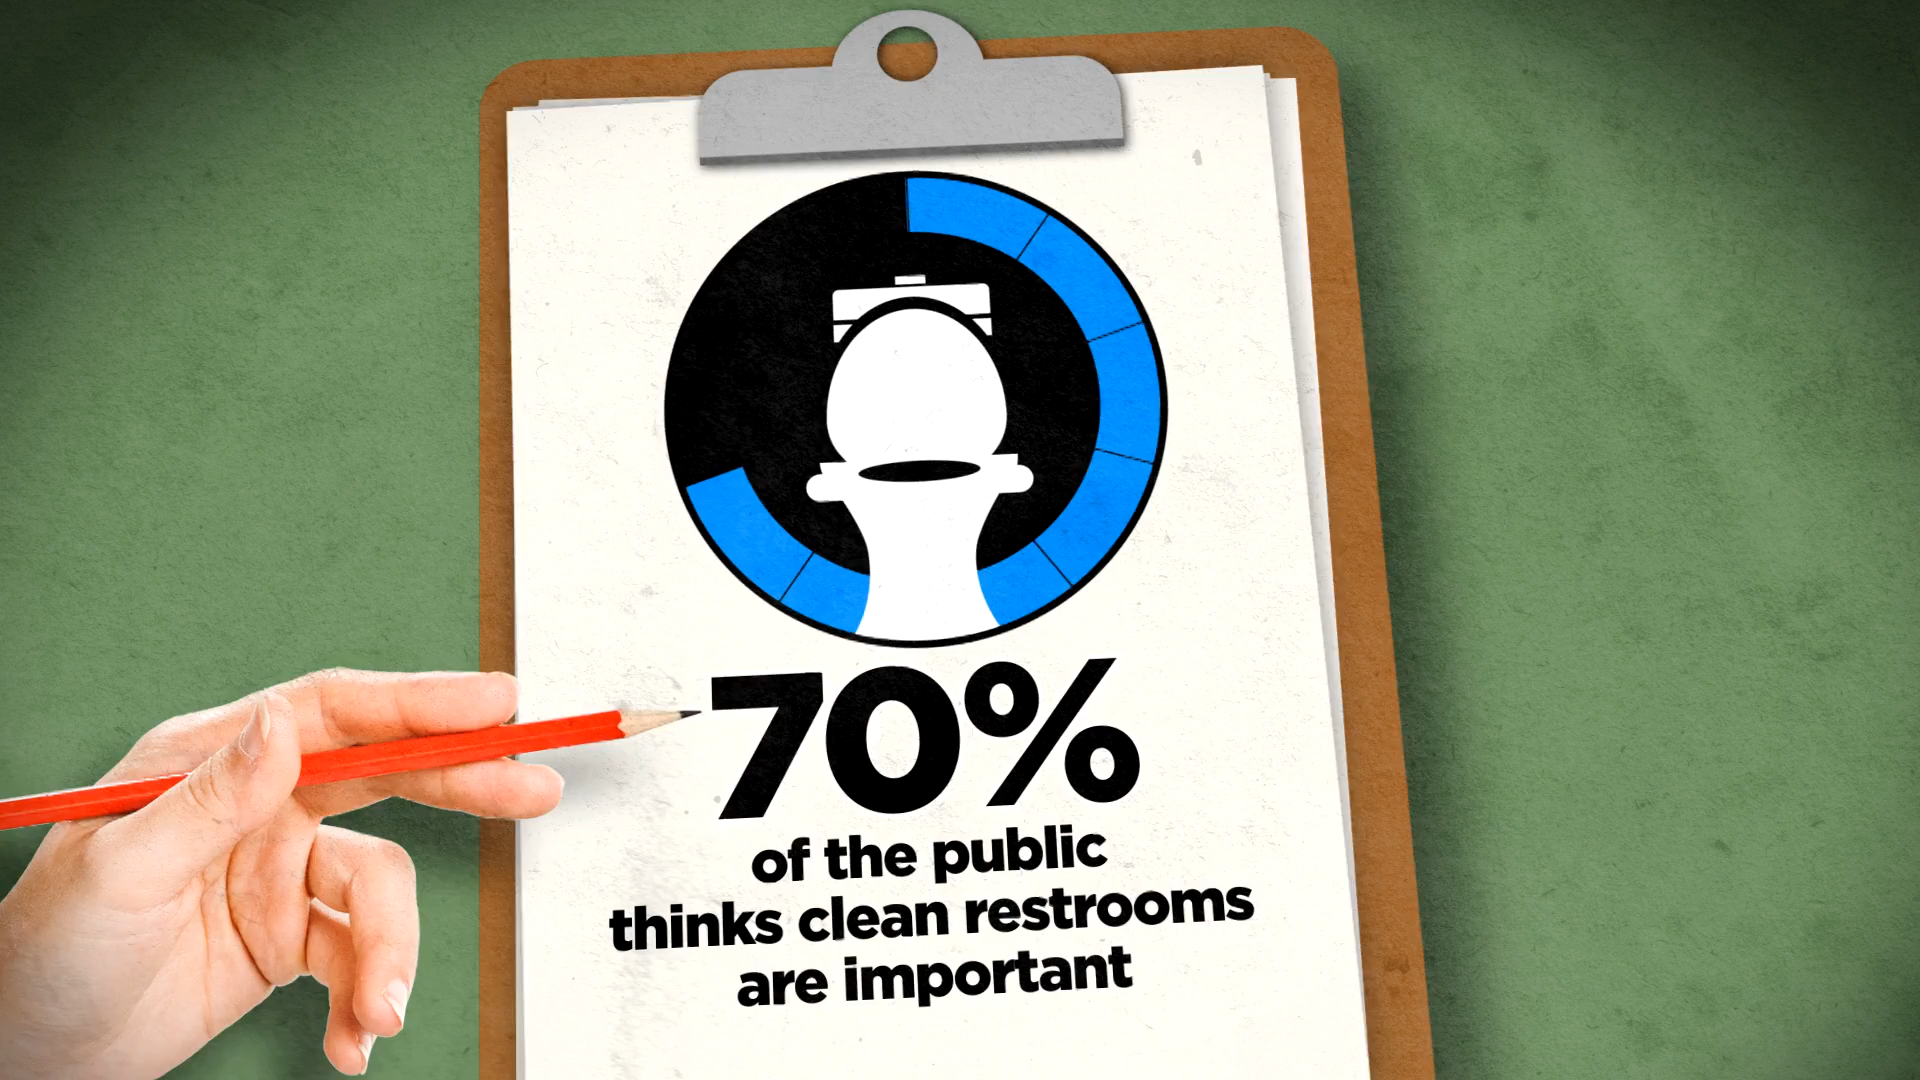 70%
of the public
thinks clean restrooms
are important